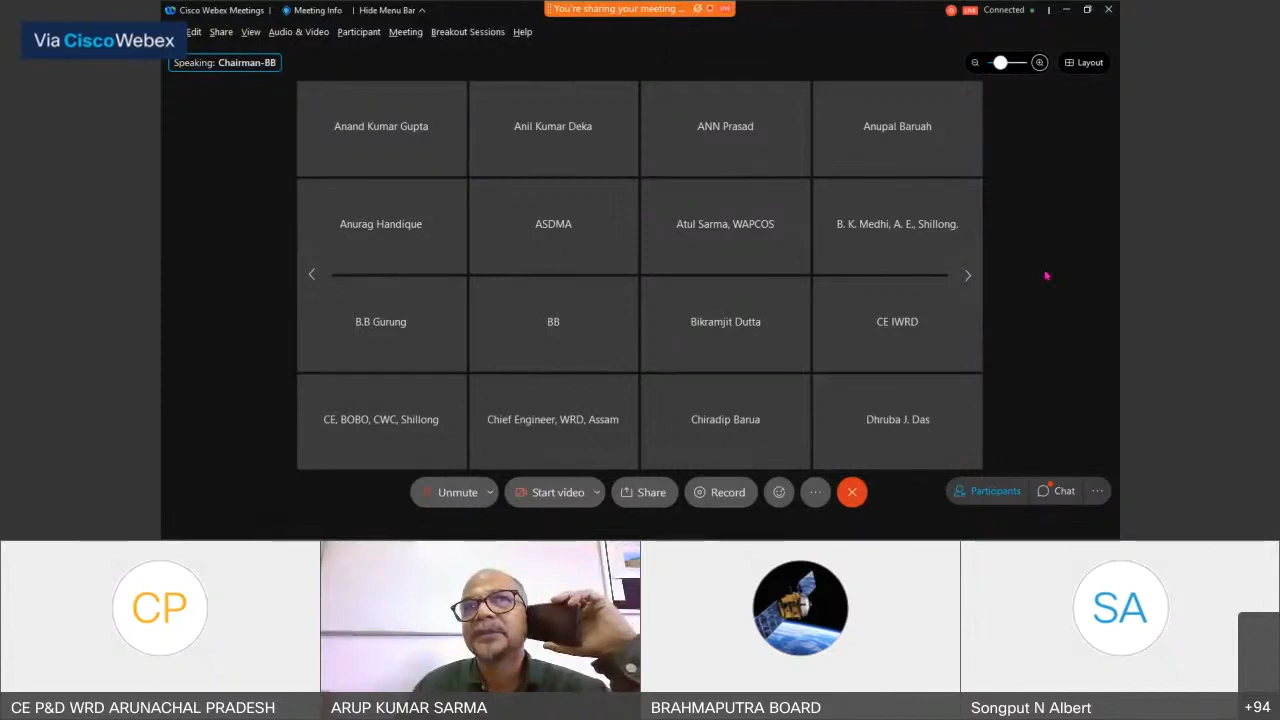 Cisco Webex Meetings
Meeting Info
Hide Menu Bar
You're sharing your meeting ...
LIVE
LIVE
Connected
Via CiscoWebex
Edit Share View Audio & Video Participant Meeting Breakout Sessions Help
Speaking: Chairman-BB
Layout
Anand Kumar Gupta
Anil Kumar Deka
ANN Prasad
Anupal Baruah
Anurag Handique
ASDMA
Atul Sarma, WAPCOS
B. K. Medhi, A. E., Shillong.
B.B Gurung
BB
Bikramjit Dutta
CE IWRD
CE, BOBO, CWC, Shillong
Chief Engineer, WRD, Assam
Chiradip Barua
Dhruba J. Das
Unmute
Start video
Share
Record
Participants
Chat
CP
SA
CE P&D WRD ARUNACHAL PRADESH
ARUP KUMAR SARMA
BRAHMAPUTRA BOARD
Songput N Albert
+94